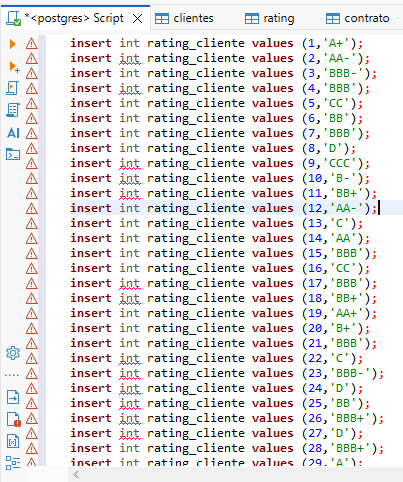 *<postgres> Script
clientes
rating
contrato
insert int rating_cliente values (1,'A+');
insert int rating_cliente values (2,'AA-');
insert int rating_cliente values (3,'BBB-');
insert int rating_cliente values (4,'BBB');
insert int rating_cliente values (5,'CC');
insert int rating_cliente values (6,'BB');
insert int rating_cliente values (7,'BBB');
insert int rating_cliente values (8,'D');
insert int rating_cliente values (9,'CCC');
insert int rating_cliente values (10,'B-');
insert int rating_cliente values (11,'BB+');
insert int rating_cliente values (12,'AA-');
insert int rating_cliente values (13,'C');
insert int rating_cliente values (14,'AA');
insert int rating_cliente values (15,'BBB');
insert int rating_cliente values (16,'CC');
insert int rating_cliente values (17,'BBB');
insert int rating_cliente values (18,'BB+');
insert int rating_cliente values (19,'AA+');
insert int rating_cliente values (20,'B+');
insert int rating_cliente values (21,'BBB');
insert int rating_cliente values (22,'C');
insert int rating_cliente values (23,'BBB-');
insert int rating_cliente values (24,'D');
insert int rating_cliente values (25,'BB');
insert int rating_cliente values (26,'BBB+');
insert int rating_cliente values (27,'D');
insert int rating_cliente values (28,'BBB+');
insert int rating_cliente values (29,'A');
AI